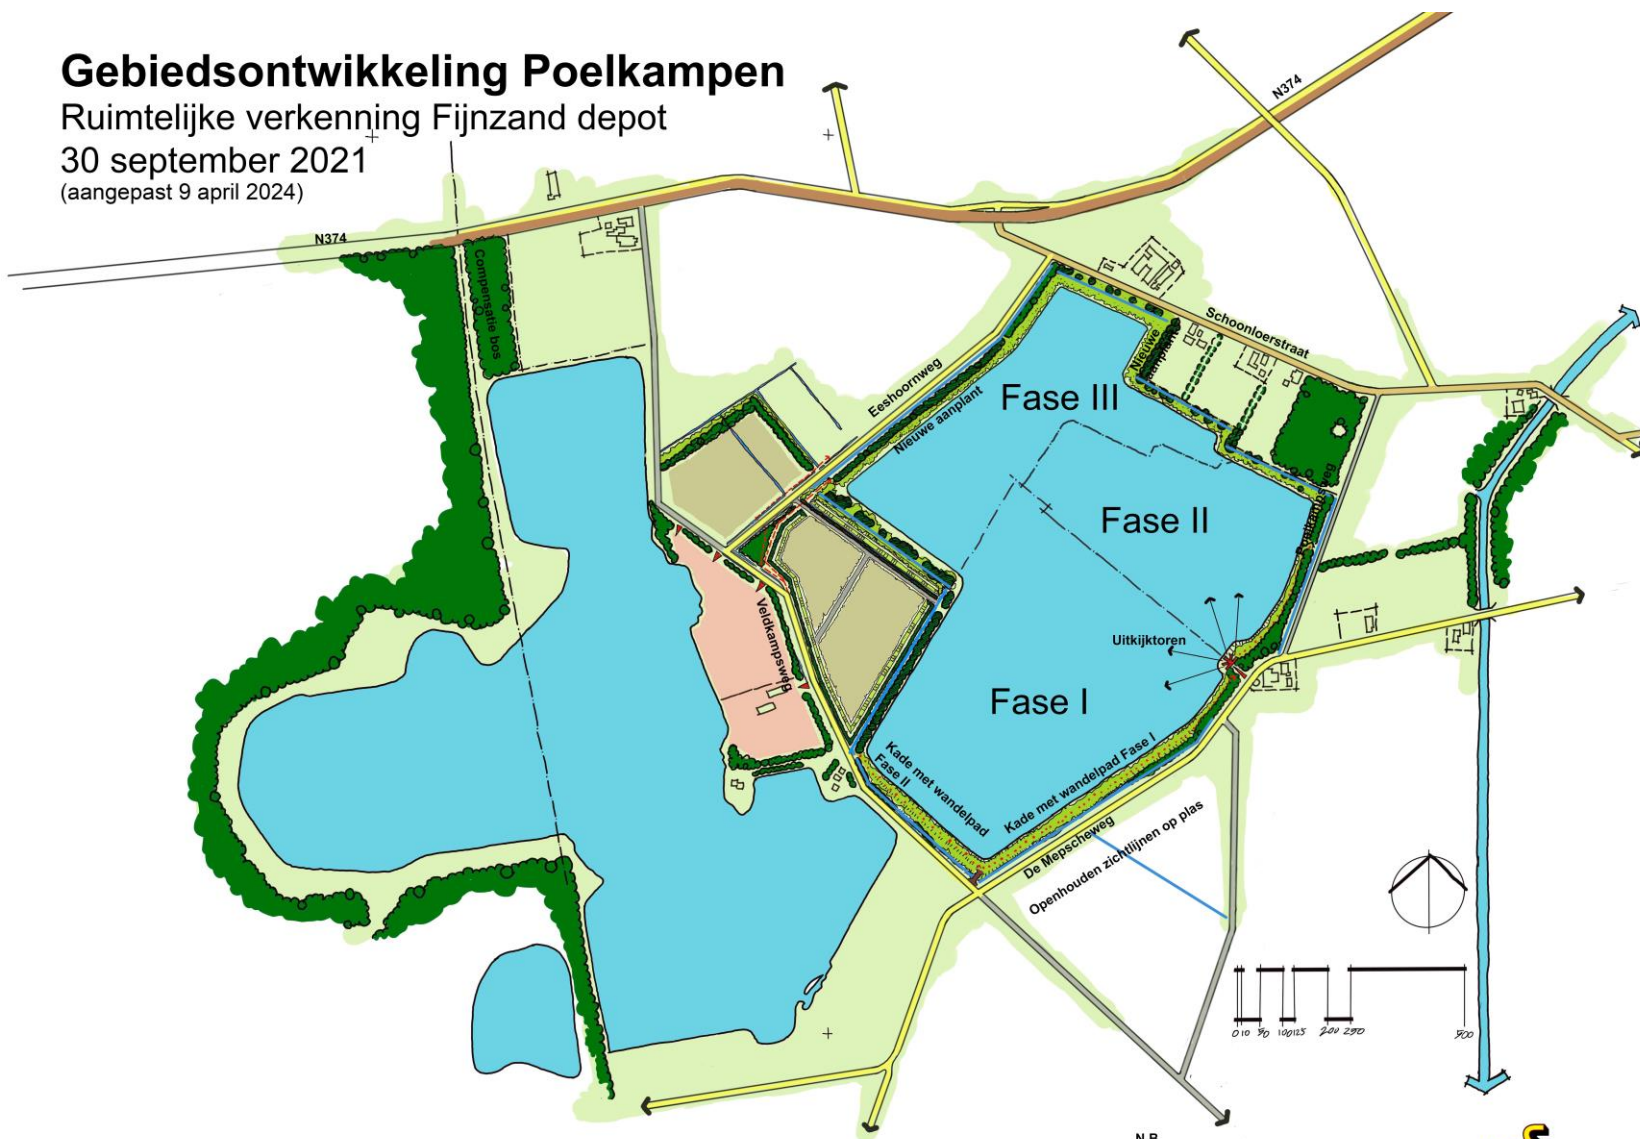 Gebiedsontwikkeling Poelkampen
Ruimtelijke verkenning Fijnzand depot
30 september 2021
(aangepast 9 april 2024)
N374
N374
Compensatie bos
Schoonloerstraat
Nieuwe
Eeshoornweg
Nieuwe aanplant
Fase III
Fase II
Veldkampsweg
Uitkijktoren
Fase I
Kade met wandelpad
Fase II
Kade met wandelpad Fase I
De Mepscheweg
Openhouden zichtlijnen op plas
0 10 50 100 125 200 250 500
N.B.